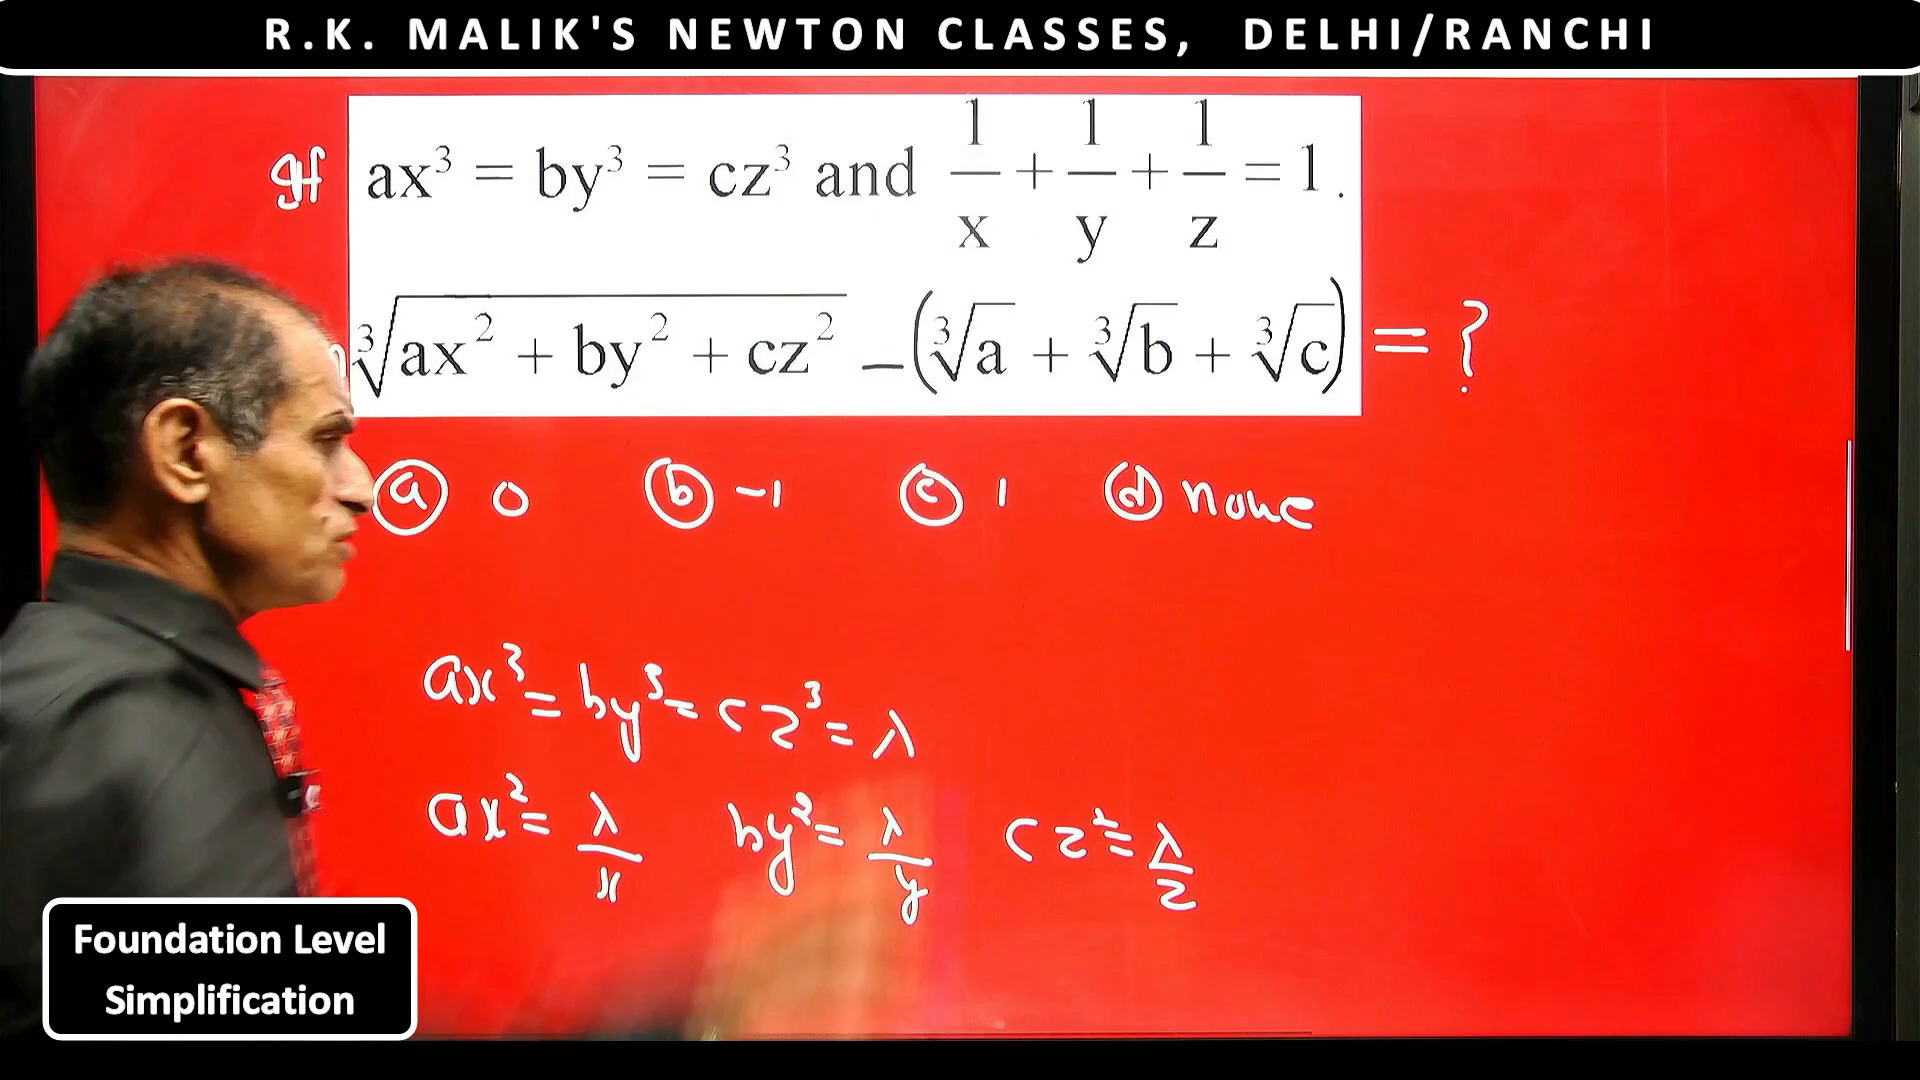 R.K. MALIK'S NEWTON CLASSES, DELHI/RANCHI
If ax³ = by³ = cz³ and 1/x + 1/y + 1/z = 1.
∛(ax² + by² + cz²) – (∛a + ∛b + ∛c) = ?
(a) 0 (b) -1 (c) 1 (d) none
ax³ = by³ = cz³ = λ
ax² = λ/x by² = λ/y cz² = λ/z
Foundation Level
Simplification